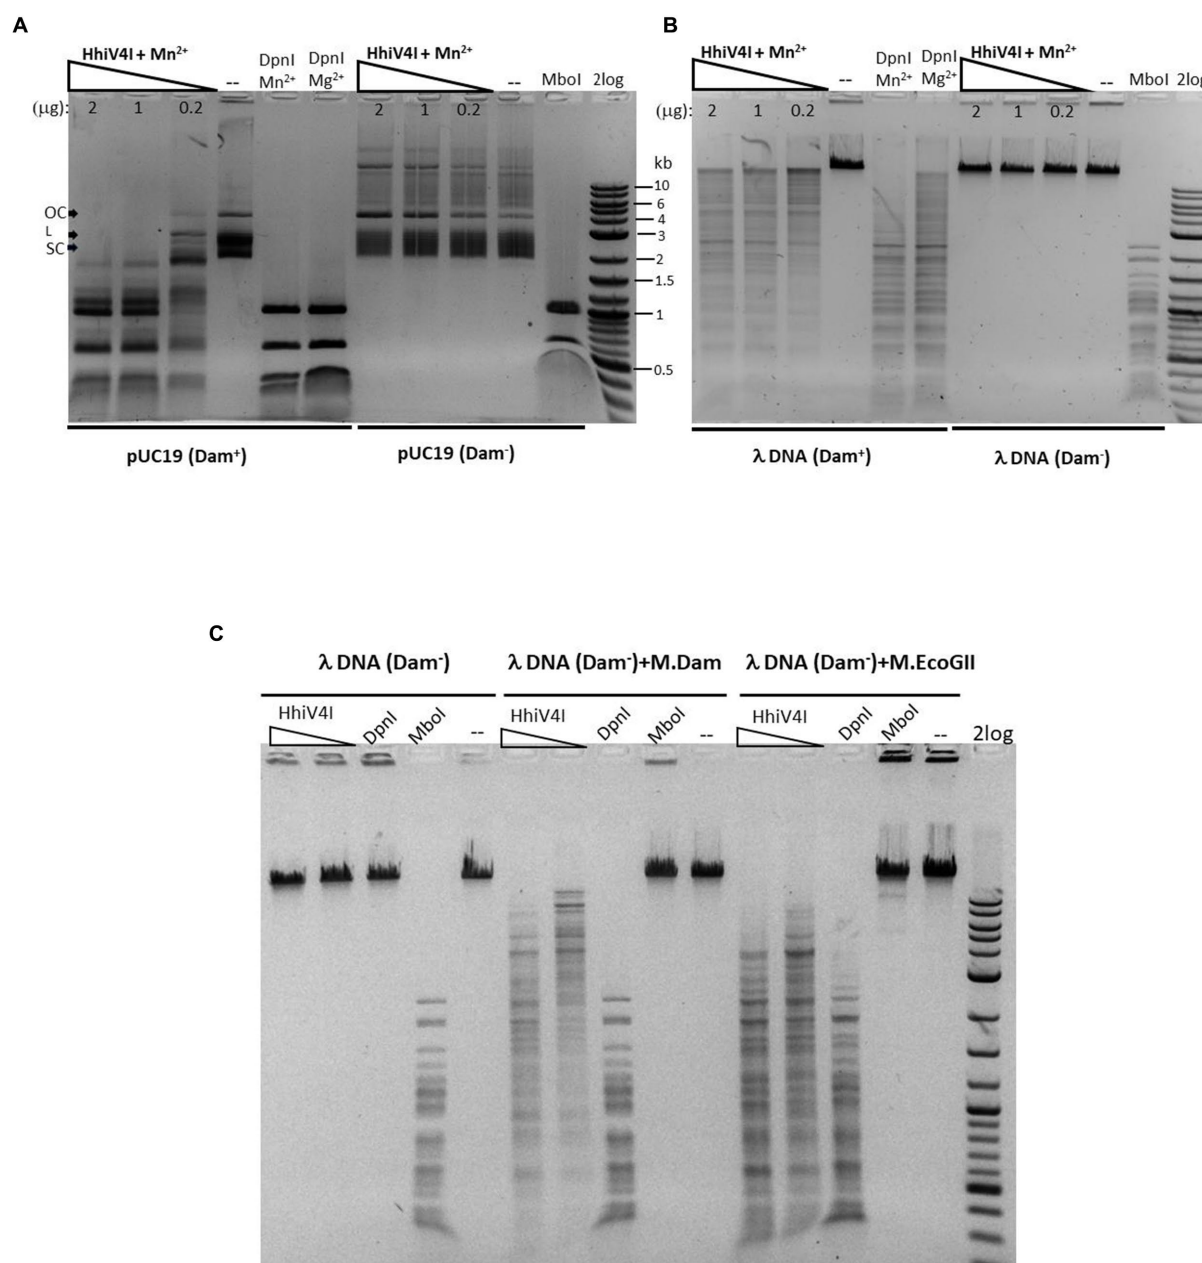 A
HhiV4I + Mn²⁺
DpnI Mn²⁺
DpnI Mg²⁺
HhiV4I + Mn²⁺
--
--
MboI
2log
(µg):
2
1
0.2
2
1
0.2
OC
L
SC
kb
10
6
4
3
2
1.5
1
0.5
pUC19 (Dam⁺)
pUC19 (Dam⁻)
B
HhiV4I + Mn²⁺
--
DpnI Mn²⁺
DpnI Mg²⁺
HhiV4I + Mn²⁺
--
MboI
2log
(µg):
2
1
0.2
2
1
0.2
λ DNA (Dam⁺)
λ DNA (Dam⁻)
C
λ DNA (Dam⁻)
λ DNA (Dam⁻)+M.Dam
λ DNA (Dam⁻)+M.EcoGII
HhiV4I
DpnI
MboI
--
HhiV4I
DpnI
MboI
--
HhiV4I
DpnI
MboI
--
2log